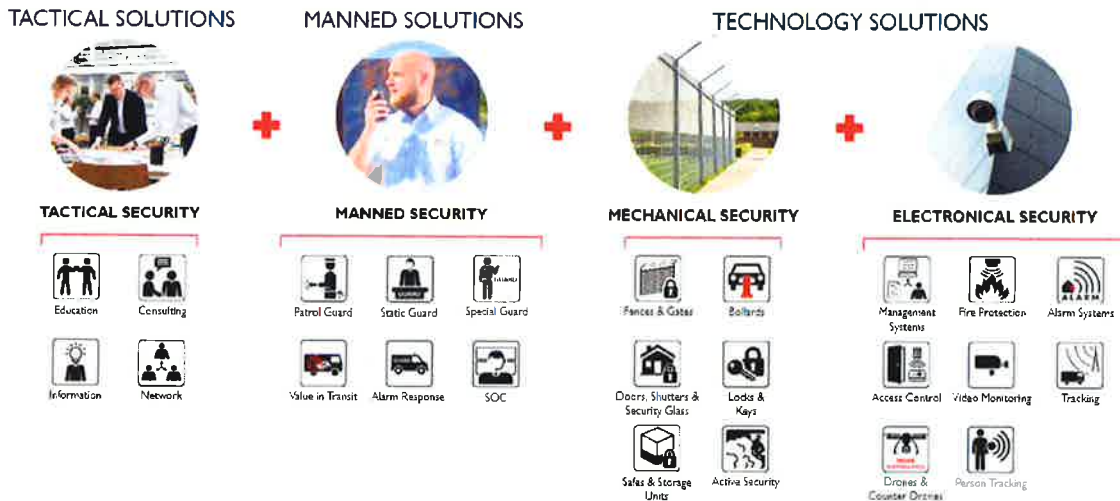 TACTICAL SOLUTIONS
MANNED SOLUTIONS
TECHNOLOGY SOLUTIONS
TACTICAL SECURITY
MANNED SECURITY
MECHANICAL SECURITY
ELECTRONICAL SECURITY
Education
Consulting
Patrol Guard
Static Guard
Special Guard
Fences & Gates
Bollards
Management
Systems
Fire Protection
ALARM
Alarm Systems
Information
Network
Value in Transit
Alarm Response
SOC
Doors, Shutters &
Security Glass
Locks &
Keys
Access Control
Video Monitoring
Tracking
Safes & Storage
Units
Active Security
Drones &
Counter Drones
Person Tracking